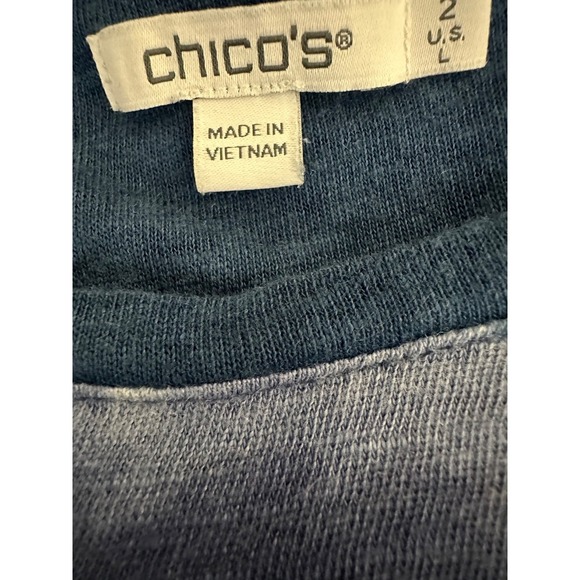 chico's®
2
U.S.
L
MADE IN
VIETNAM